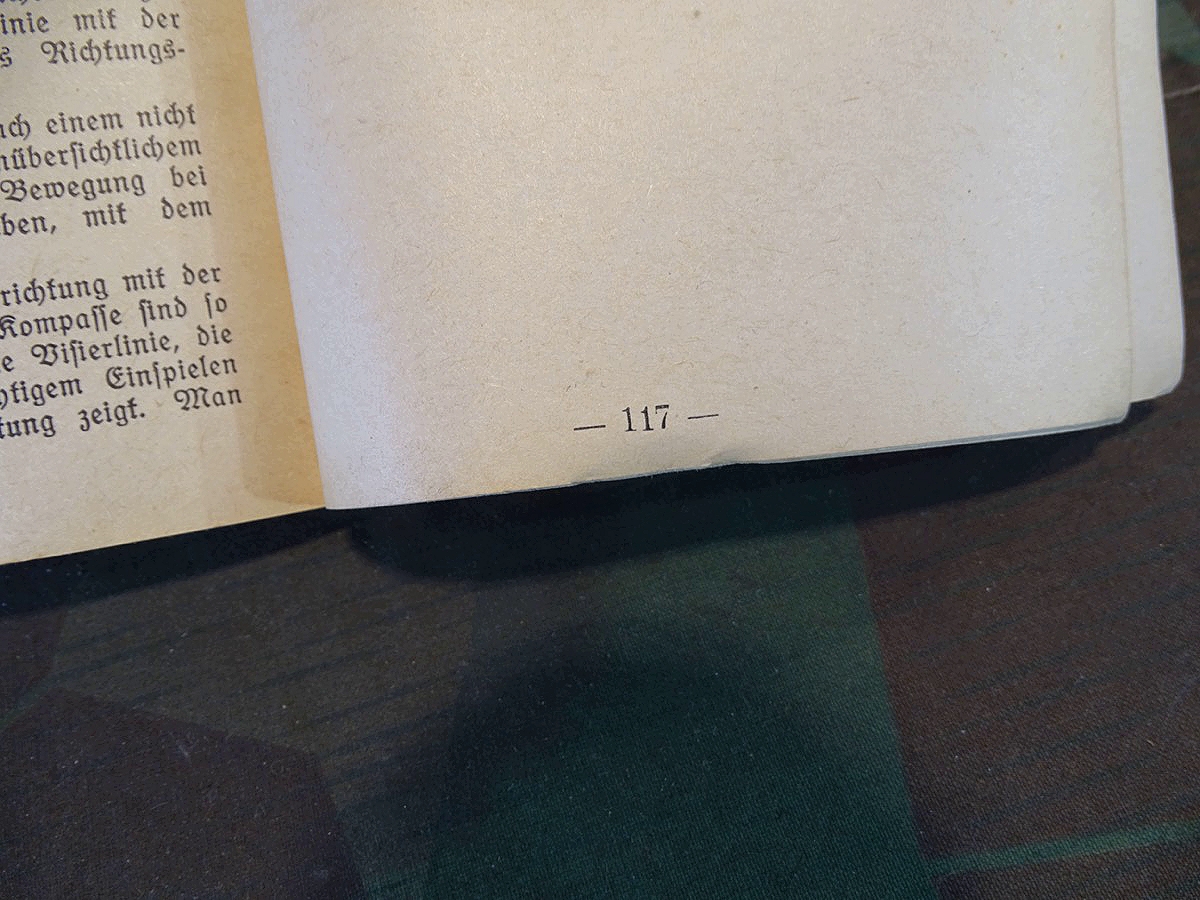 inie mit der
s Richtungs-
ach einem nicht
nübersichtlichem
Bewegung bei
ben, mit dem
richtung mit der
Kompasse sind so
e Visierlinie, die
htigem Einspielen
tung zeigt. Man
— 117 —